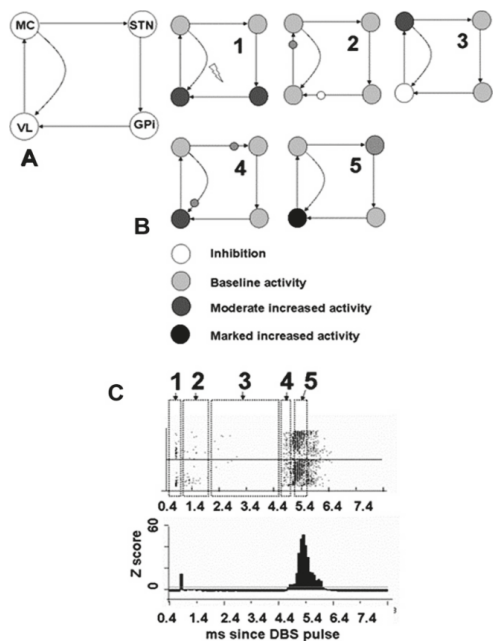 MC STN
VL GPi
A
1 2 3
4 5
B
Inhibition
Baseline activity
Moderate increased activity
Marked increased activity
C
1 2 3 4 5
0.4 1.4 2.4 3.4 4.4 5.4 6.4 7.4
60
Z score
0
0.4 1.4 2.4 3.4 4.4 5.4 6.4 7.4
ms since DBS pulse